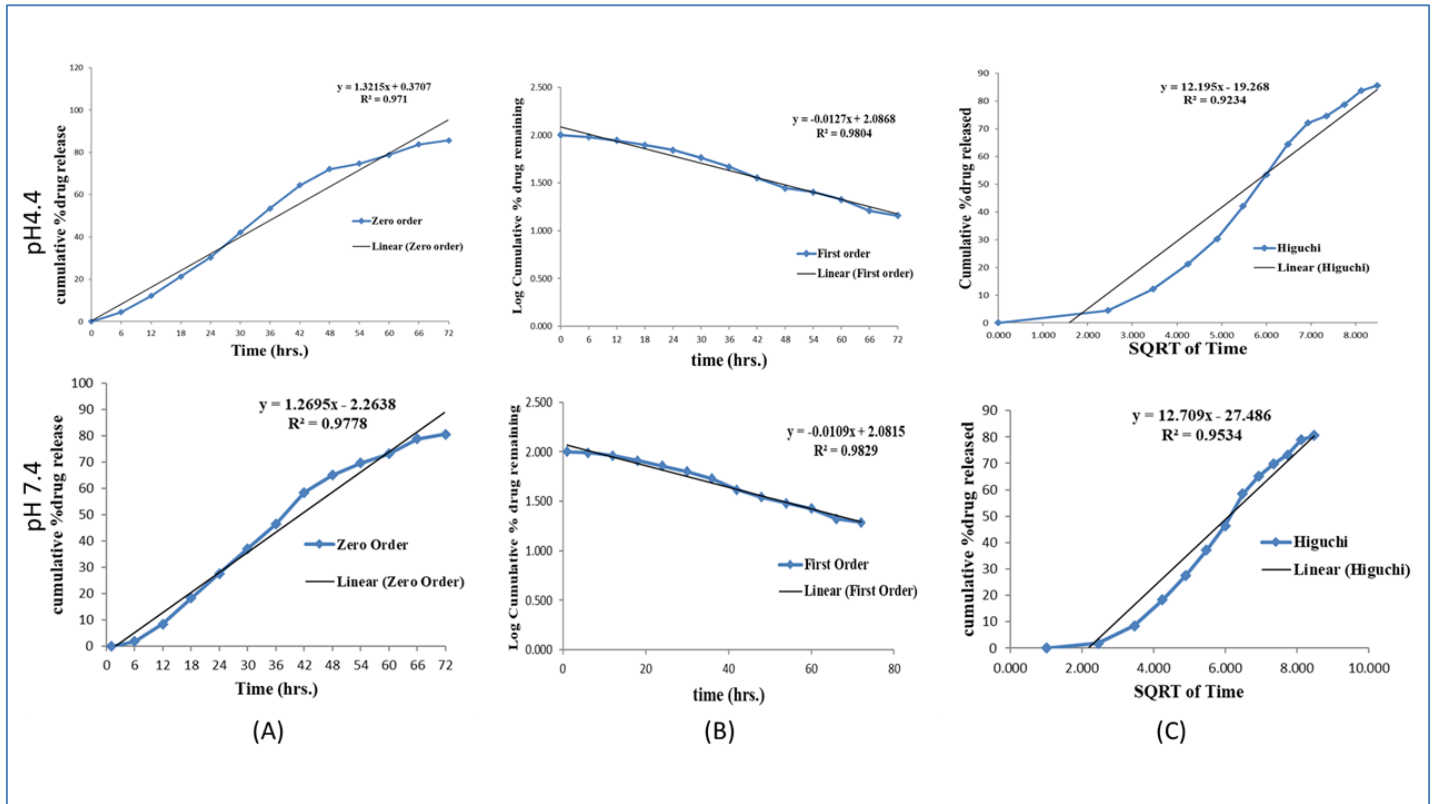 pH4.4
cumulative %drug release
120
100
80
60
40
20
0
0 6 12 18 24 30 36 42 48 54 60 66 72
Time (hrs.)
y = 1.3215x + 0.3707
R² = 0.971
Zero order
Linear (Zero order)
Log Cumulative % drug remaining
2.500
2.000
1.500
1.000
0.500
0.000
0 6 12 18 24 30 36 42 48 54 60 66 72
time (hrs.)
y = -0.0127x + 2.0868
R² = 0.9804
First order
Linear (First order)
Cumulative %drug released
90
80
70
60
50
40
30
20
10
0
0.000 1.000 2.000 3.000 4.000 5.000 6.000 7.000 8.000
SQRT of Time
y = 12.195x - 19.268
R² = 0.9234
Higuchi
Linear (Higuchi)
pH 7.4
cumulative %drug release
100
90
80
70
60
50
40
30
20
10
0
0 6 12 18 24 30 36 42 48 54 60 66 72
Time (hrs.)
y = 1.2695x - 2.2638
R² = 0.9778
Zero Order
Linear (Zero Order)
Log Cumulative % drug remaining
2.500
2.000
1.500
1.000
0.500
0.000
0 20 40 60 80
time (hrs.)
y = -0.0109x + 2.0815
R² = 0.9829
First Order
Linear (First Order)
cumulative %drug released
90
80
70
60
50
40
30
20
10
0
0.000 2.000 4.000 6.000 8.000 10.000
SQRT of Time
y = 12.709x - 27.486
R² = 0.9534
Higuchi
Linear (Higuchi)
(A)
(B)
(C)